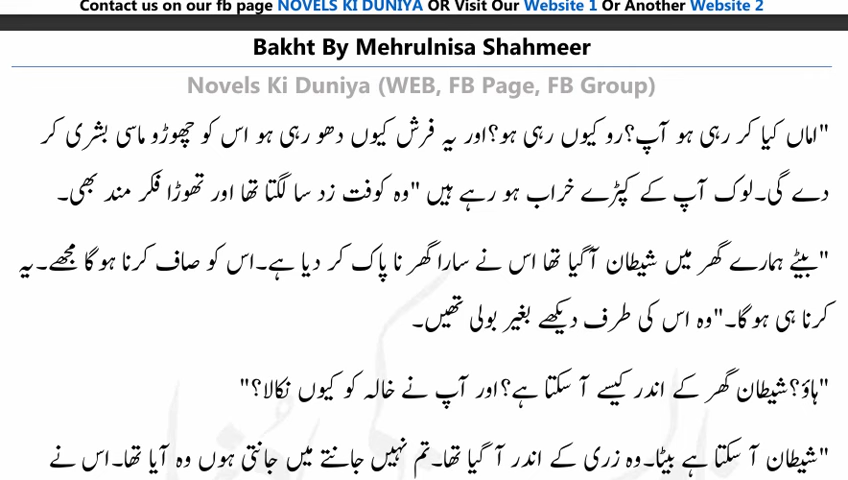 Contact us on our fb page NOVELS KI DUNIYA OR Visit Our Website 1 Or Another Website 2
Bakht By Mehrulnisa Shahmeer
Novels Ki Duniya (WEB, FB Page, FB Group)
"اماں کیا کر رہی ہو آپ؟رو کیوں رہی ہو؟اور یہ فرش کیوں دھو رہی ہو اس کو چھوڑو ماسی بشری کر
دے گی۔لوک آپ کے کپڑے خراب ہو رہے ہیں "وہ کوفت زد سا لگتا تھا اور تھوڑا فکر مند بھی۔
"بیٹے ہمارے گھر میں شیطان آگیا تھا اس نے سارا گھر نا پاک کر دیا ہے۔اس کو صاف کرنا ہو گا مجھے۔یہ
کرنا ہی ہو گا۔"وہ اس کی طرف دیکھے بغیر بولی تھیں۔
"ہاؤ؟شیطان گھر کے اندر کیسے آ سکتا ہے؟اور آپ نے خالہ کو کیوں نکالا؟"
"شیطان آ سکتا ہے بیٹا۔وہ زری کے اندر آ گیا تھا۔تم نہیں جانتے میں جانتی ہوں وہ آیا تھا۔اس نے